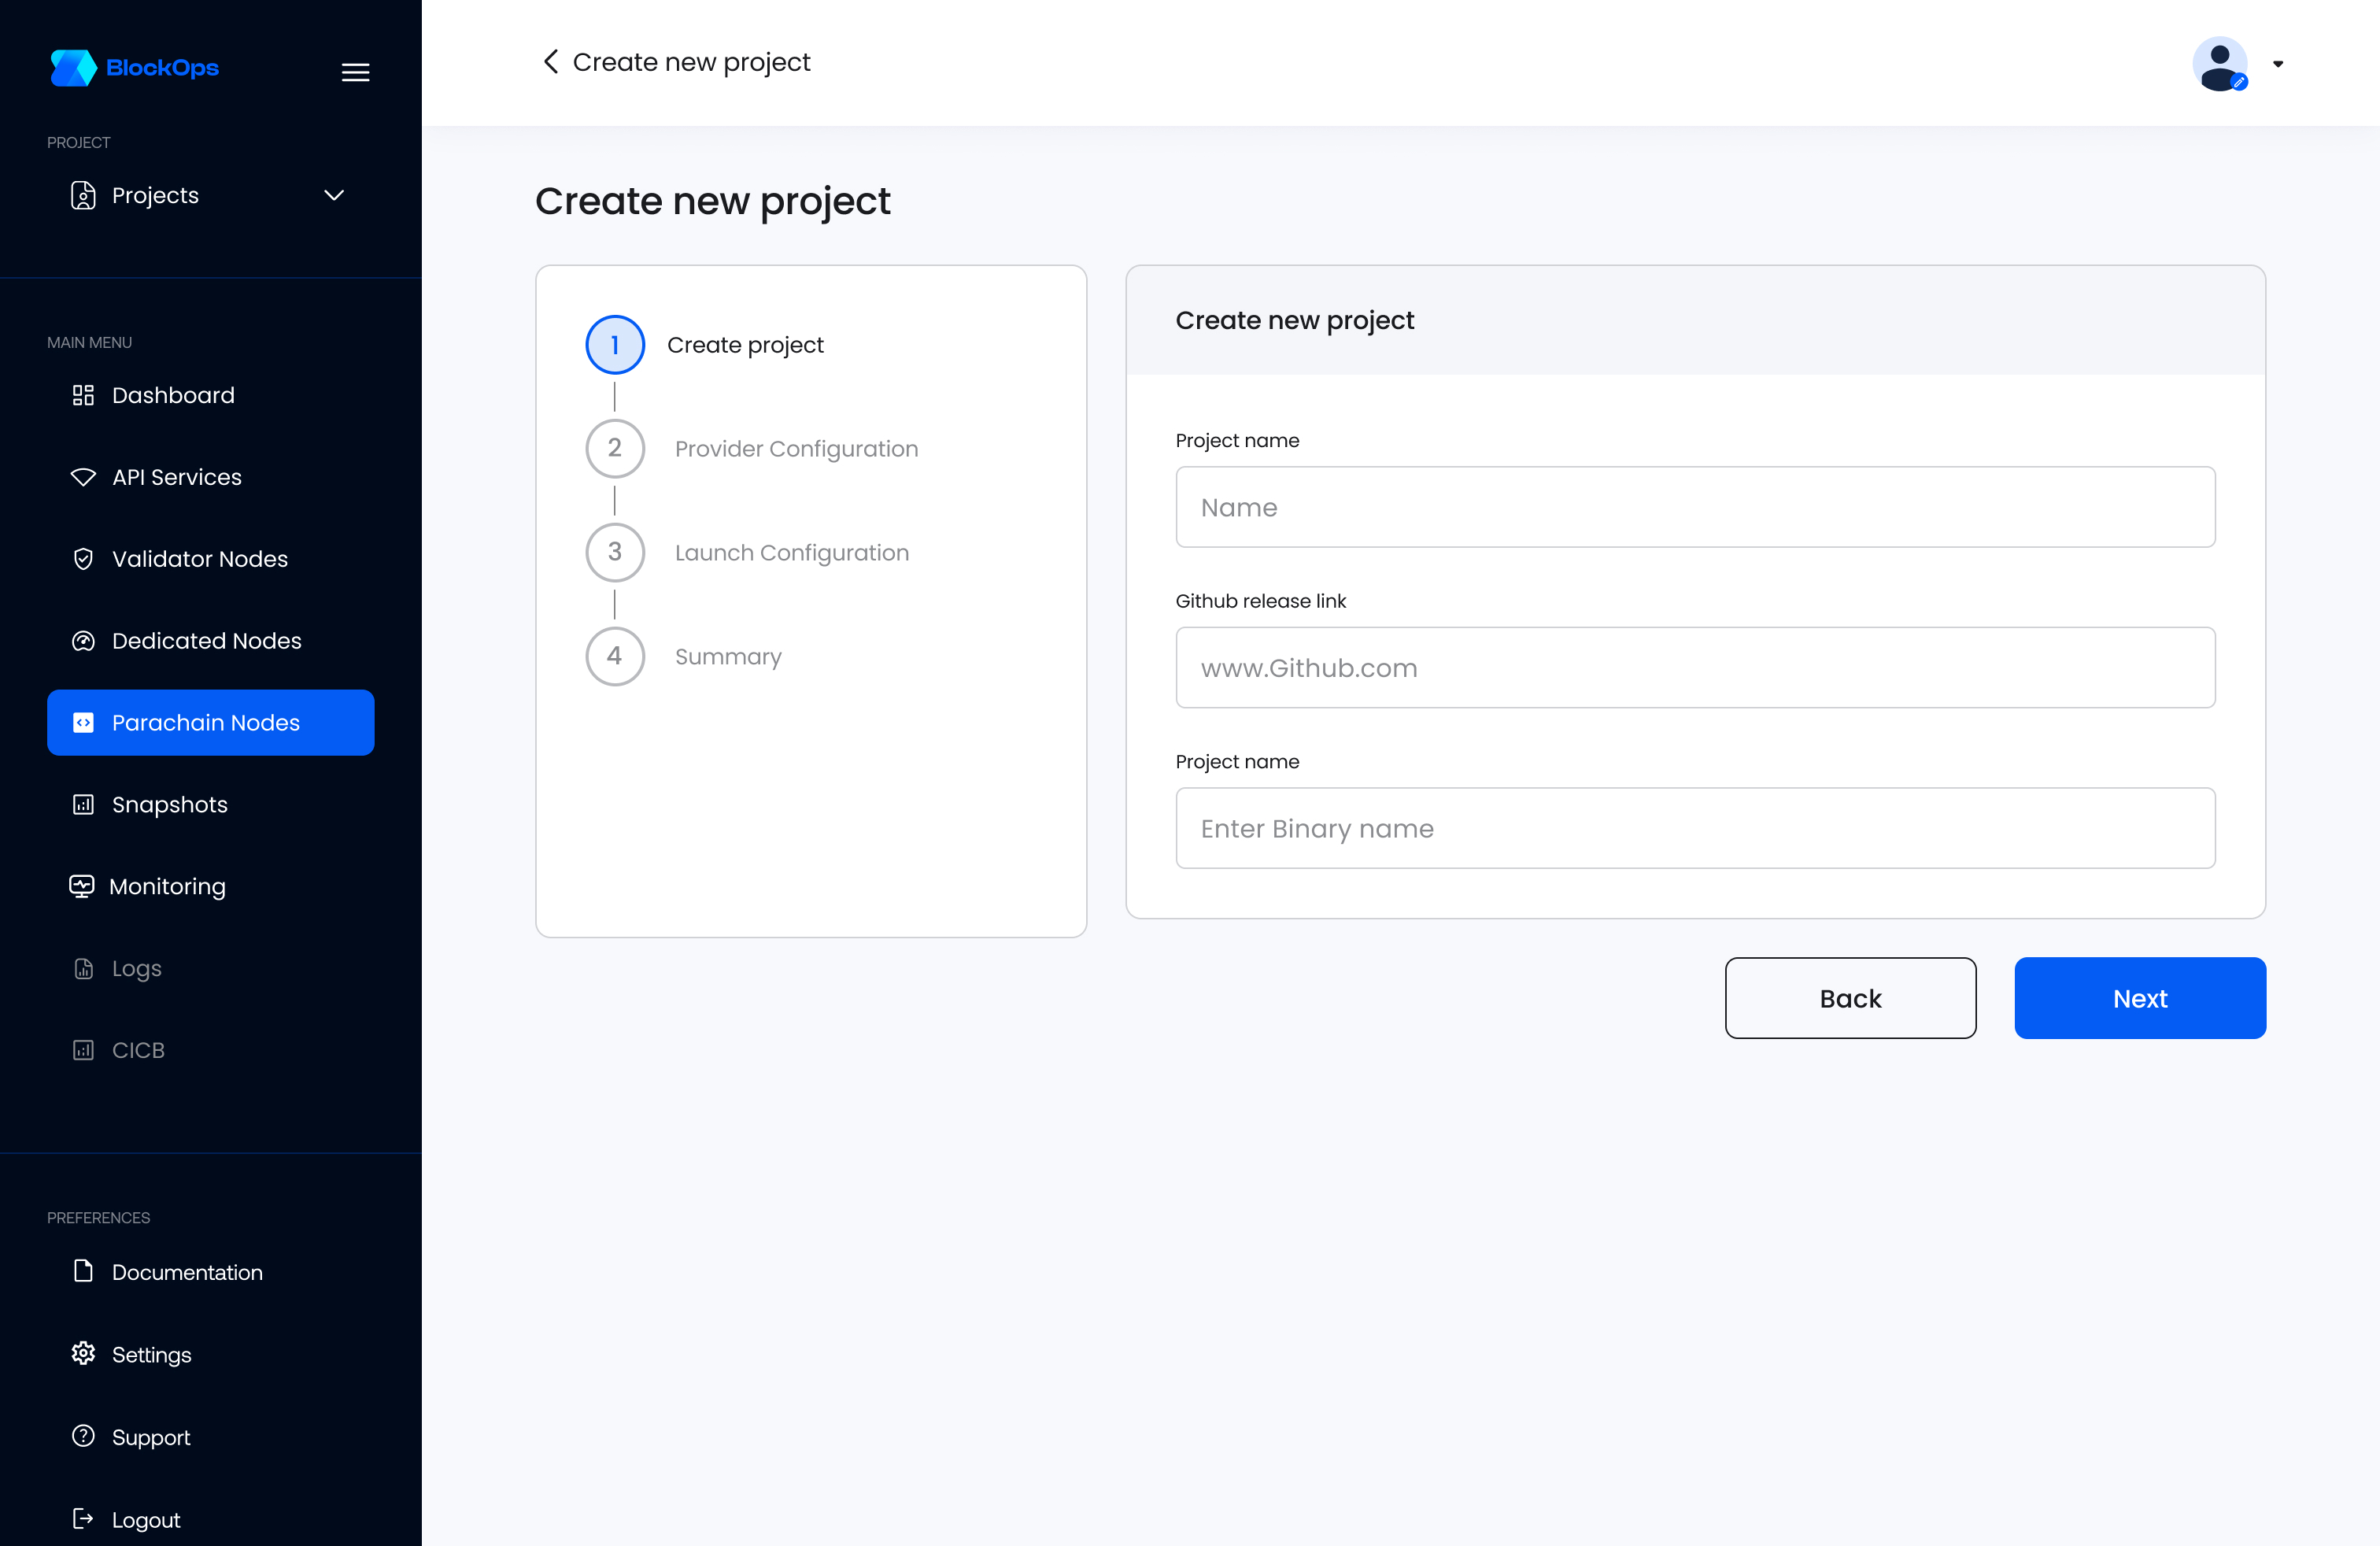 BlockOps
PROJECT
Projects
MAIN MENU
Dashboard
API Services
Validator Nodes
Dedicated Nodes
Parachain Nodes
Snapshots
Monitoring
Logs
CICB
PREFERENCES
Documentation
Settings
Support
Logout
Create new project
Create new project
1 Create project
2 Provider Configuration
3 Launch Configuration
4 Summary
Create new project
Project name
Name
Github release link
www.Github.com
Project name
Enter Binary name
Back
Next